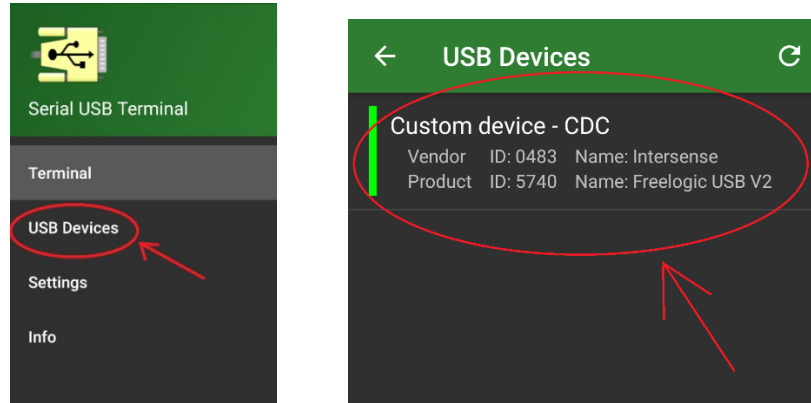 Serial USB Terminal
Terminal
USB Devices
Settings
Info
USB Devices
Custom device - CDC
Vendor ID: 0483 Name: Intersense
Product ID: 5740 Name: Freelogic USB V2